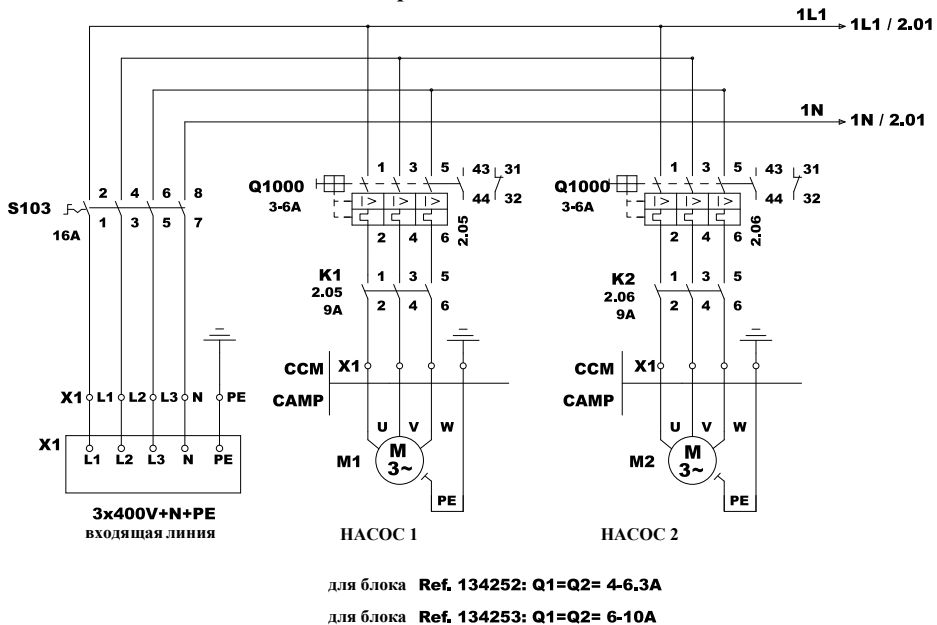 1L1
1L1 / 2.01
1N
1N / 2.01
2 4 6 8
S103
16A
1 3 5 7
1 3 5 43 31
Q1000
3-6A
44 32
I> I> I>
2 4 6
2.05
1 3 5 43 31
Q1000
3-6A
44 32
I> I> I>
2 4 6
2.06
K1
2.05
9A
1 3 5
2 4 6
K2
2.06
9A
1 3 5
2 4 6
CCM X1
CAMP
CCM X1
CAMP
X1 L1 L2 L3 N PE
X1
L1 L2 L3 N PE
U V W
M1
M
3~
PE
U V W
M2
M
3~
PE
3x400V+N+PE
входящая линия
НАСОС 1
НАСОС 2
для блока Ref. 134252: Q1=Q2= 4-6.3A
для блока Ref. 134253: Q1=Q2= 6-10A